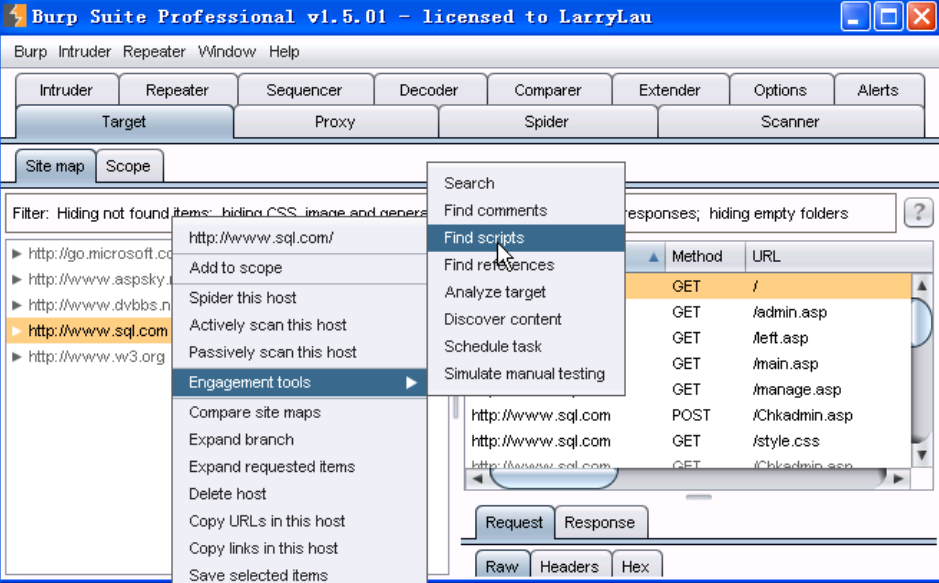 Burp Suite Professional v1.5.01 - licensed to LarryLau
Burp Intruder Repeater Window Help
Intruder Repeater Sequencer Decoder Comparer Extender Options Alerts
Target Proxy Spider Scanner
Site map Scope
Filter: Hiding not found items; hiding CSS, image and genera
responses; hiding empty folders
?
http://go.microsoft.co
http://www.aspsky.
http://www.dvbbs.n
http://www.sql.com
http://www.w3.org
http://www.sql.com/
Add to scope
Spider this host
Actively scan this host
Passively scan this host
Engagement tools
Compare site maps
Expand branch
Expand requested items
Delete host
Copy URLs in this host
Copy links in this host
Save selected items
Search
Find comments
Find scripts
Find references
Analyze target
Discover content
Schedule task
Simulate manual testing
Method URL
GET /
GET /admin.asp
GET /left.asp
GET /main.asp
GET /manage.asp
http://www.sql.com POST /Chkadmin.asp
http://www.sql.com GET /style.css
http://www.sql.com GET /Chkadmin.asp
Request Response
Raw Headers Hex